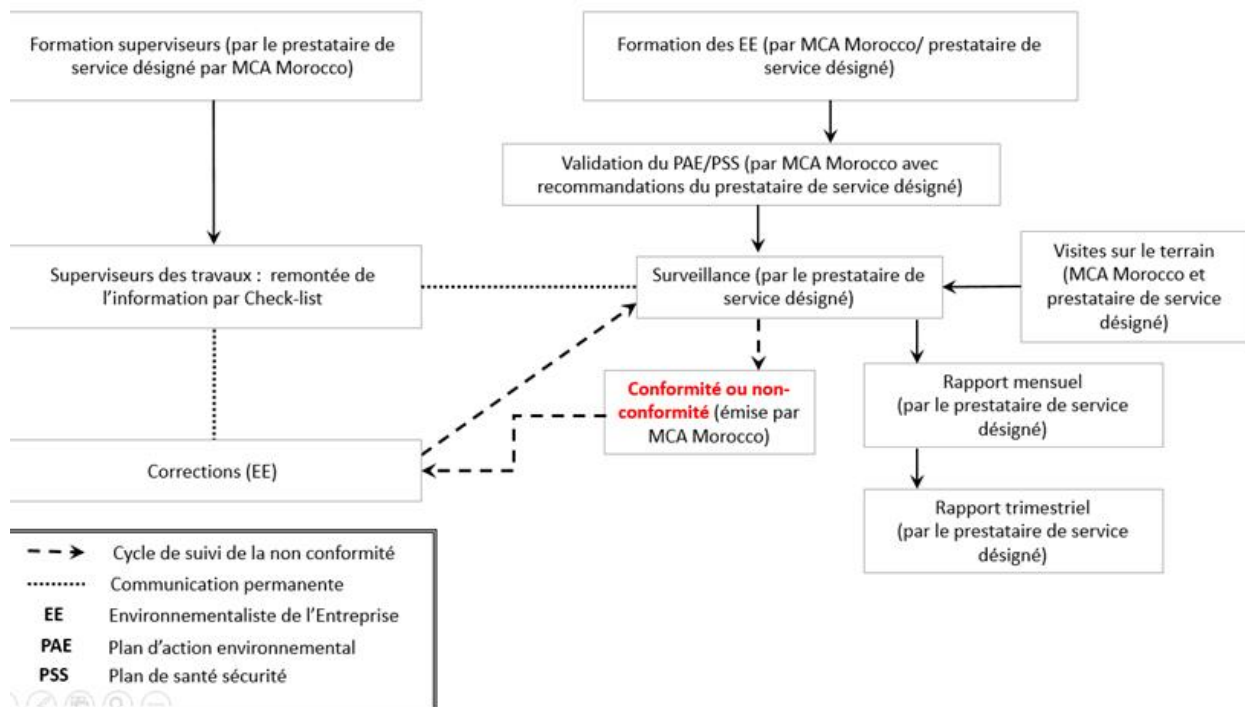 Formation superviseurs (par le prestataire de
service désigné par MCA Morocco)
Formation des EE (par MCA Morocco/ prestataire de
service désigné)
Validation du PAE/PSS (par MCA Morocco avec
recommandations du prestataire de service désigné)
Superviseurs des travaux : remontée de
l’information par Check-list
Surveillance (par le prestataire de
service désigné)
Visites sur le terrain
(MCA Morocco et
prestataire de service
désigné)
Conformité ou non-
conformité (émise par
MCA Morocco)
Rapport mensuel
(par le prestataire de service
désigné)
Corrections (EE)
Rapport trimestriel
(par le prestataire de service
désigné)
Cycle de suivi de la non conformité
Communication permanente
EE Environnementaliste de l’Entreprise
PAE Plan d’action environnemental
PSS Plan de santé sécurité